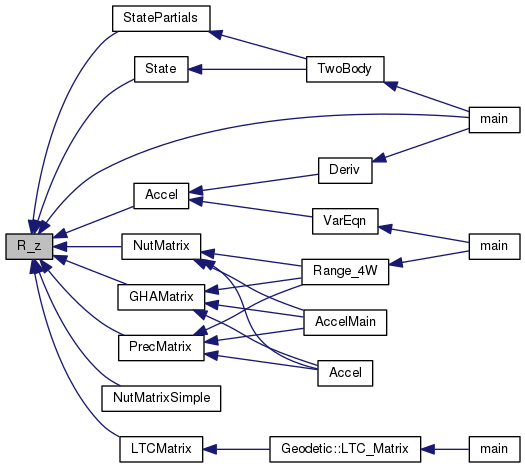 StatePartials
State
TwoBody
main
Deriv
Accel
VarEqn
R_z
NutMatrix
main
Range_4W
GHAMatrix
AccelMain
PrecMatrix
Accel
NutMatrixSimple
LTCMatrix
Geodetic::LTC_Matrix
main